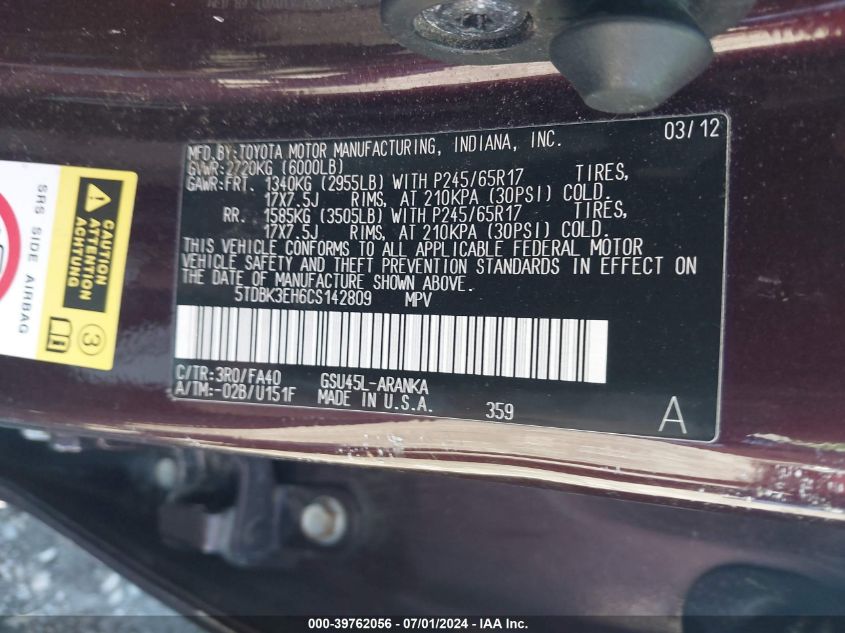 MFD.BY:TOYOTA MOTOR MANUFACTURING, INDIANA, INC. 03/12
GVWR:2720KG (6000LB)
GAWR:FRT. 1340KG (2955LB) WITH P245/65R17 TIRES,
17X7.5J RIMS, AT 210KPA (30PSI) COLD.
RR. 1585KG (3505LB) WITH P245/65R17 TIRES,
17X7.5J RIMS, AT 210KPA (30PSI) COLD.
THIS VEHICLE CONFORMS TO ALL APPLICABLE FEDERAL MOTOR
VEHICLE SAFETY AND THEFT PREVENTION STANDARDS IN EFFECT ON
THE DATE OF MANUFACTURE SHOWN ABOVE.
5TDBK3EH6CS142809 MPV
C/TR:3R0/FA40 GSU45L-ARANKA
A/TM:-02B/U151F MADE IN U.S.A. 359 A
SRS SIDE AIRBAG
CAUTION
ATTENTION
ACHTUNG
3
000-39762056 - 07/01/2024 - IAA Inc.